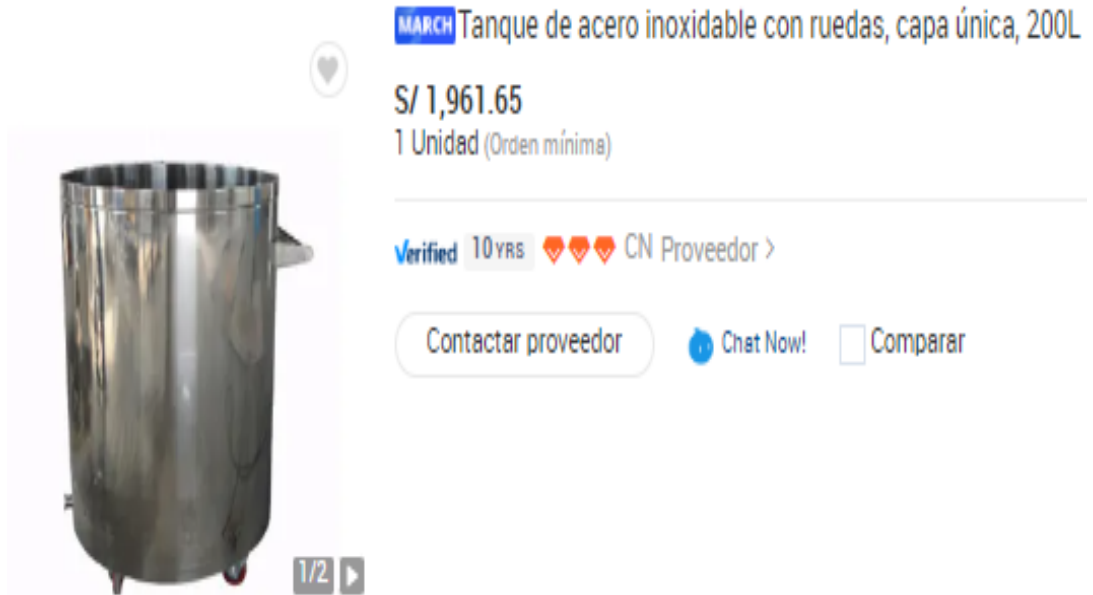 MARCH Tanque de acero inoxidable con ruedas, capa única, 200L
S/ 1,961.65
1 Unidad (Orden mínima)
Verified 10 YRS CN Proveedor >
Contactar proveedor Chat Now! Comparar
1/2